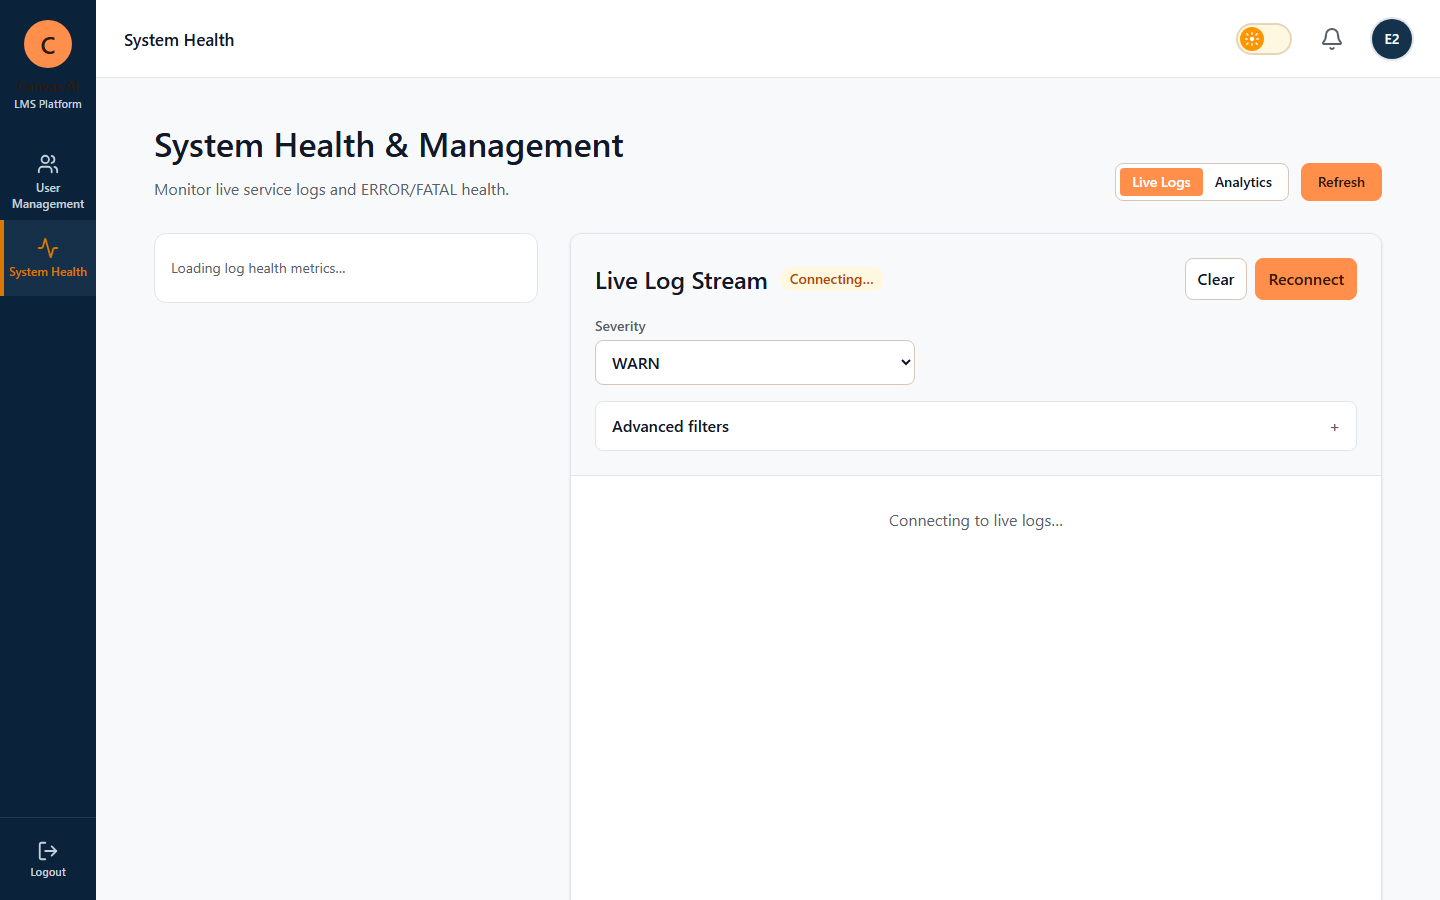 C
LMS Platform
User
Management
System Health
Logout
System Health
E2
System Health & Management
Monitor live service logs and ERROR/FATAL health.
Live Logs
Analytics
Refresh
Loading log health metrics...
Live Log Stream
Connecting...
Clear
Reconnect
Severity
WARN
Advanced filters
+
Connecting to live logs...